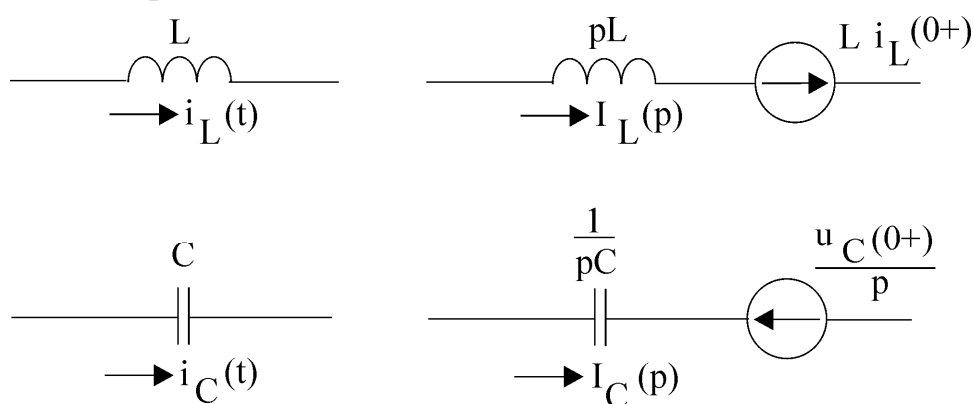 L pL L i_L(0+)
i_L(t) I_L(p)
C 1/pC u_C(0+)/p
i_C(t) I_C(p)